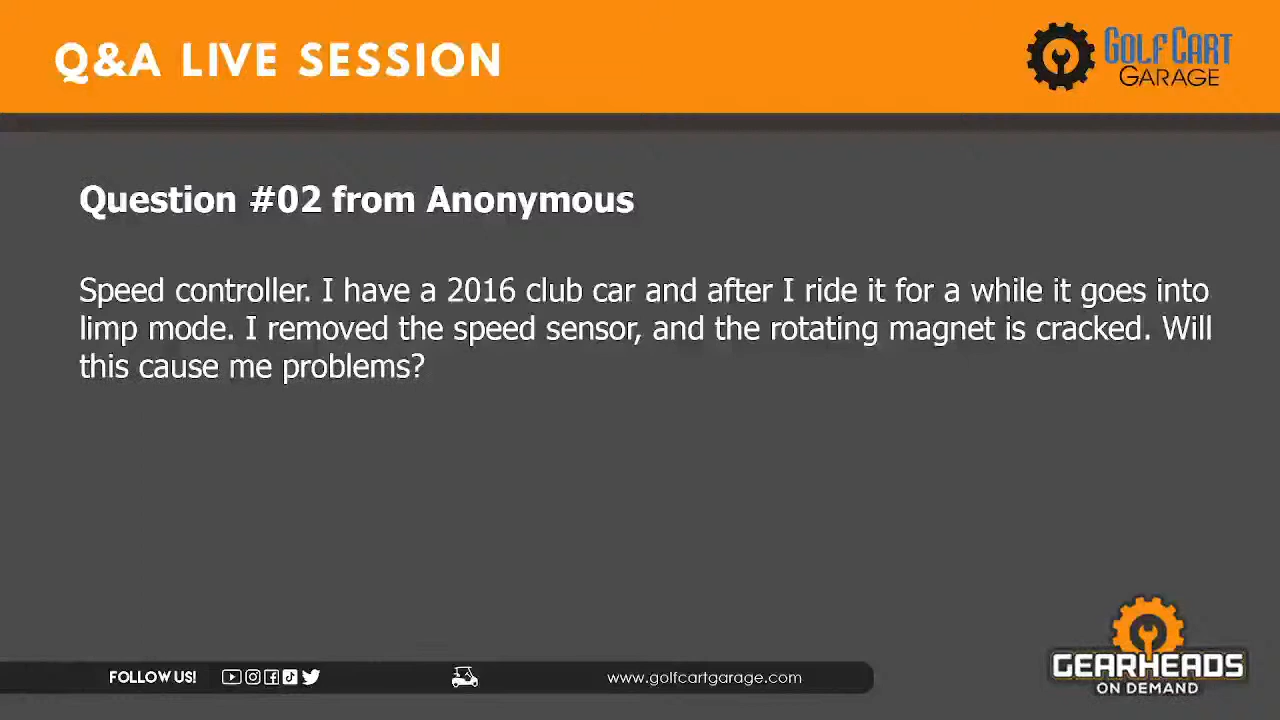 Q&A LIVE SESSION
GOLF CART
GARAGE
Question #02 from Anonymous
Speed controller. I have a 2016 club car and after I ride it for a while it goes into
limp mode. I removed the speed sensor, and the rotating magnet is cracked. Will
this cause me problems?
FOLLOW US!
www.golfcartgarage.com
GEARHEADS
ON DEMAND